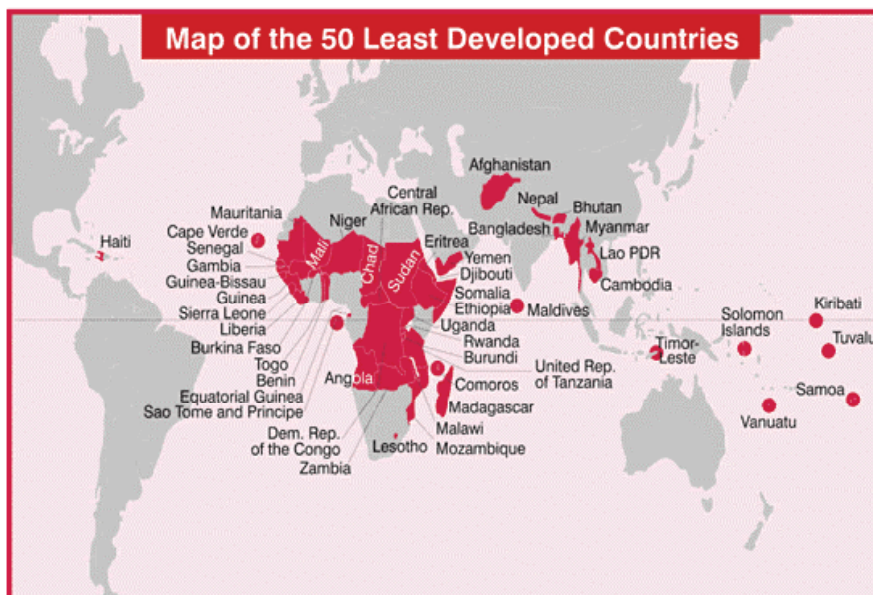 Map of the 50 Least Developed Countries
Afghanistan
Central
African Rep.
Nepal
Bhutan
Mauritania
Niger
Bangladesh
Myanmar
Haiti
Cape Verde
Mali
Chad
Sudan
Eritrea
Senegal
Yemen
Lao PDR
Gambia
Djibouti
Guinea-Bissau
Cambodia
Guinea
Somalia
Sierra Leone
Ethiopia
Maldives
Kiribati
Liberia
Uganda
Solomon
Islands
Burkina Faso
Rwanda
Timor-
Leste
Tuvalu
Togo
Burundi
Benin
United Rep.
of Tanzania
Angola
Comoros
Equatorial Guinea
Samoa
Sao Tome and Principe
Madagascar
Vanuatu
Dem. Rep.
of the Congo
Malawi
Lesotho
Mozambique
Zambia